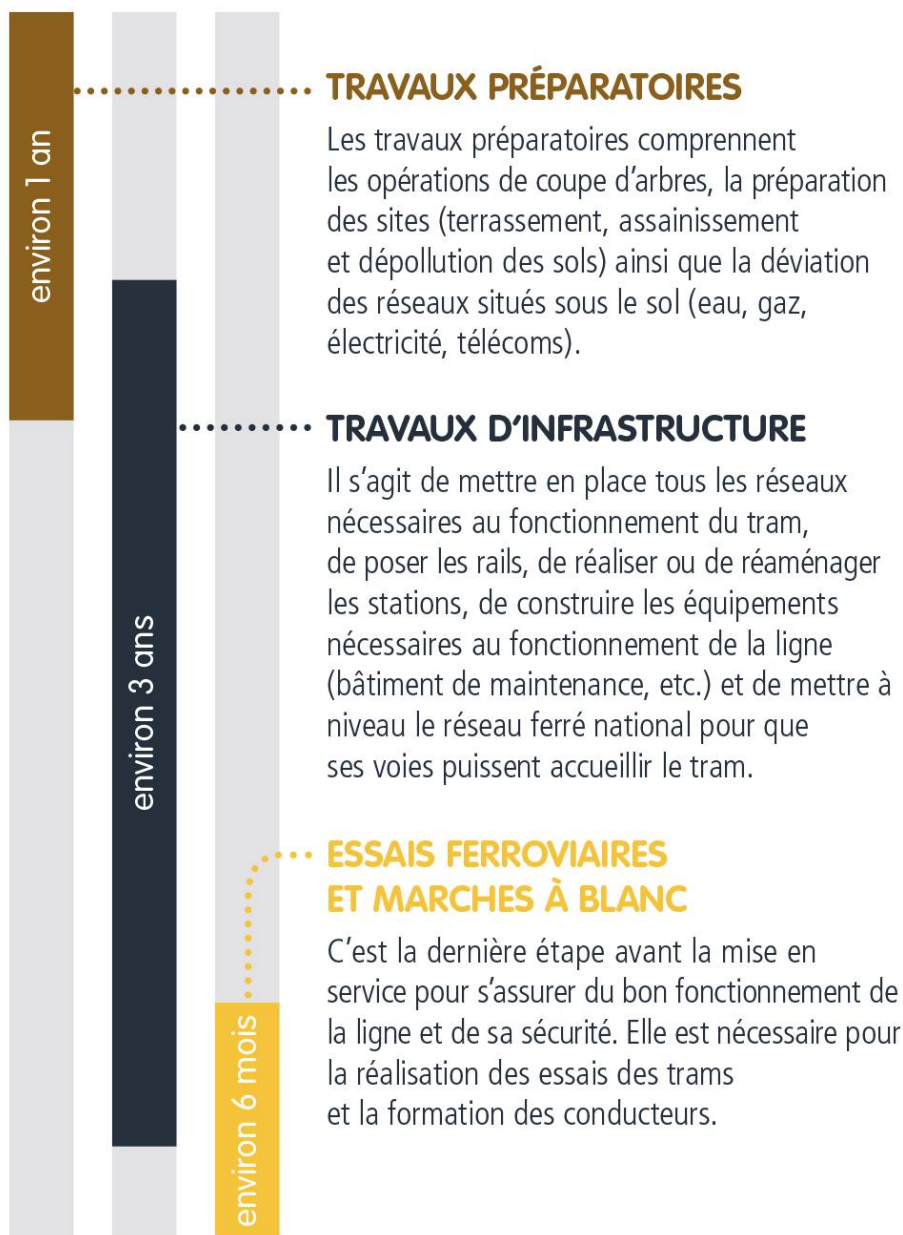 environ 1 an
TRAVAUX PRÉPARATOIRES
Les travaux préparatoires comprennent
les opérations de coupe d’arbres, la préparation
des sites (terrassement, assainissement
et dépollution des sols) ainsi que la déviation
des réseaux situés sous le sol (eau, gaz,
électricité, télécoms).
environ 3 ans
TRAVAUX D’INFRASTRUCTURE
Il s’agit de mettre en place tous les réseaux
nécessaires au fonctionnement du tram,
de poser les rails, de réaliser ou de réaménager
les stations, de construire les équipements
nécessaires au fonctionnement de la ligne
(bâtiment de maintenance, etc.) et de mettre à
niveau le réseau ferré national pour que
ses voies puissent accueillir le tram.
environ 6 mois
ESSAIS FERROVIAIRES
ET MARCHES À BLANC
C’est la dernière étape avant la mise en
service pour s’assurer du bon fonctionnement de
la ligne et de sa sécurité. Elle est nécessaire pour
la réalisation des essais des trams
et la formation des conducteurs.